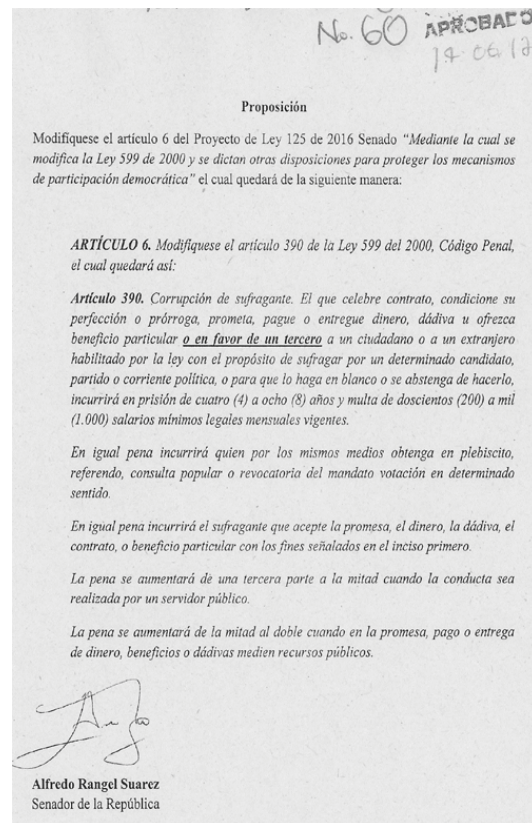 No. 60 APROBADO
Proposición
Modifíquese el artículo 6 del Proyecto de Ley 125 de 2016 Senado “Mediante la cual se
modifica la Ley 599 de 2000 y se dictan otras disposiciones para proteger los mecanismos
de participación democrática” el cual quedará de la siguiente manera:
ARTÍCULO 6. Modifíquese el artículo 390 de la Ley 599 del 2000, Código Penal,
el cual quedará así:
Artículo 390. Corrupción de sufragante. El que celebre contrato, condicione su
perfección o prórroga, prometa, pague o entregue dinero, dádiva u ofrezca
beneficio particular o en favor de un tercero a un ciudadano o a un extranjero
habilitado por la ley con el propósito de sufragar por un determinado candidato,
partido o corriente política, o para que lo haga en blanco o se abstenga de hacerlo,
incurrirá en prisión de cuatro (4) a ocho (8) años y multa de doscientos (200) a mil
(1.000) salarios mínimos legales mensuales vigentes.
En igual pena incurrirá quien por los mismos medios obtenga en plebiscito,
referendo, consulta popular o revocatoria del mandato votación en determinado
sentido.
En igual pena incurrirá el sufragante que acepte la promesa, el dinero, la dádiva, el
contrato, o beneficio particular con los fines señalados en el inciso primero.
La pena se aumentará de una tercera parte a la mitad cuando la conducta sea
realizada por un servidor público.
La pena se aumentará de la mitad al doble cuando en la promesa, pago o entrega
de dinero, beneficios o dádivas medien recursos públicos.
Alfredo Rangel Suarez
Senador de la República